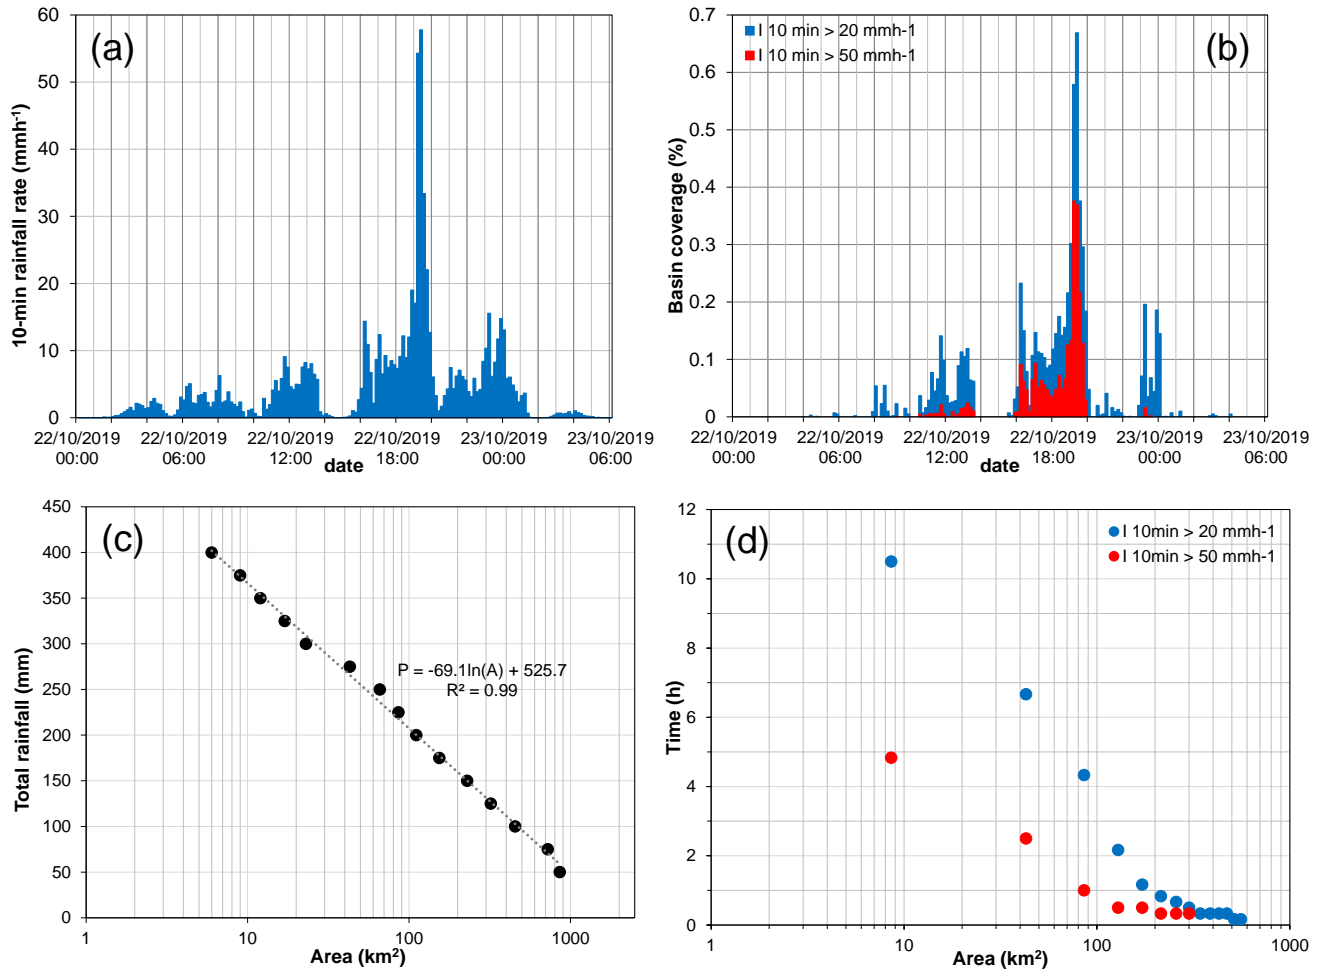 (a)
10-min rainfall rate (mmh-1)
60
50
40
30
20
10
0
22/10/2019 00:00
22/10/2019 06:00
22/10/2019 12:00
22/10/2019 18:00
23/10/2019 00:00
23/10/2019 06:00
date
(b)
I 10 min > 20 mmh-1
I 10 min > 50 mmh-1
Basin coverage (%)
0.7
0.6
0.5
0.4
0.3
0.2
0.1
0
22/10/2019 00:00
22/10/2019 06:00
22/10/2019 12:00
22/10/2019 18:00
23/10/2019 00:00
23/10/2019 06:00
date
(c)
Total rainfall (mm)
450
400
350
300
250
200
150
100
50
0
P = -69.1ln(A) + 525.7
R² = 0.99
1
10
100
1000
Area (km²)
(d)
I 10min > 20 mmh-1
I 10min > 50 mmh-1
Time (h)
12
10
8
6
4
2
0
1
10
100
1000
Area (km²)